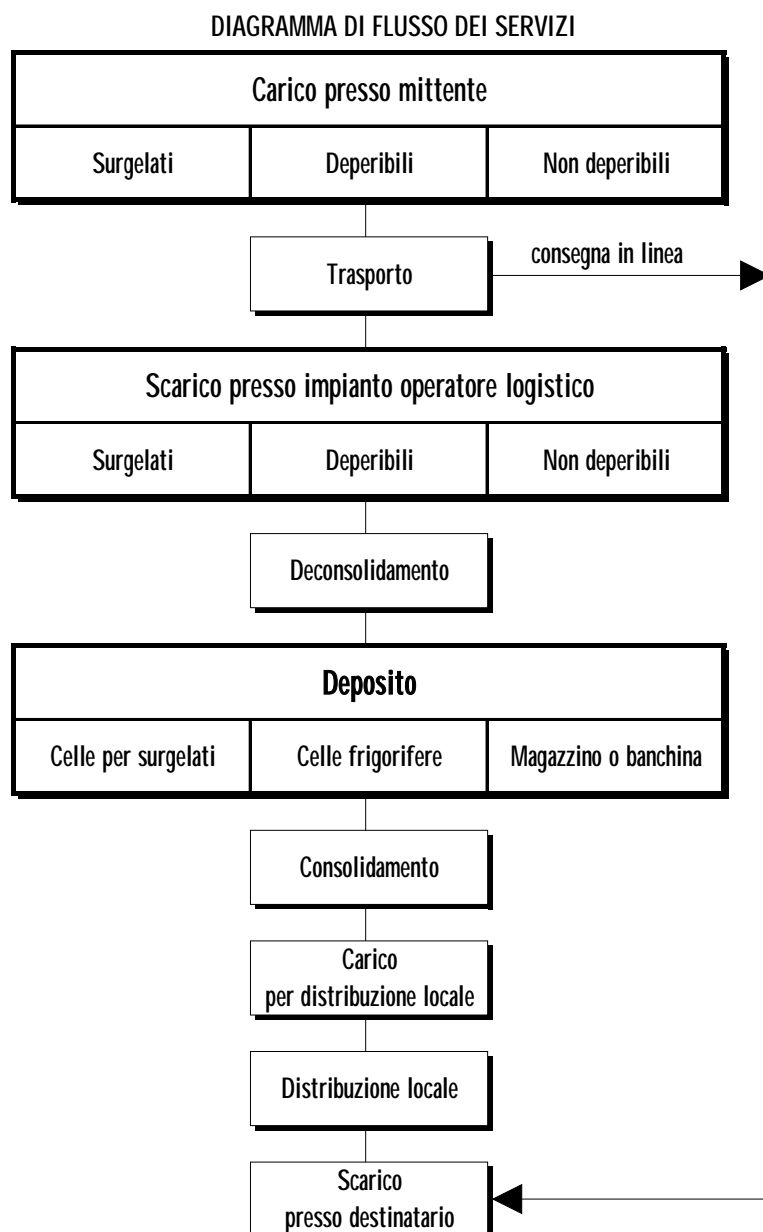 DIAGRAMMA DI FLUSSO DEI SERVIZI
Carico presso mittente
Surgelati
Deperibili
Non deperibili
Trasporto
consegna in linea
Scarico presso impianto operatore logistico
Surgelati
Deperibili
Non deperibili
Deconsolidamento
Deposito
Celle per surgelati
Celle frigorifere
Magazzino o banchina
Consolidamento
Carico
per distribuzione locale
Distribuzione locale
Scarico
presso destinatario